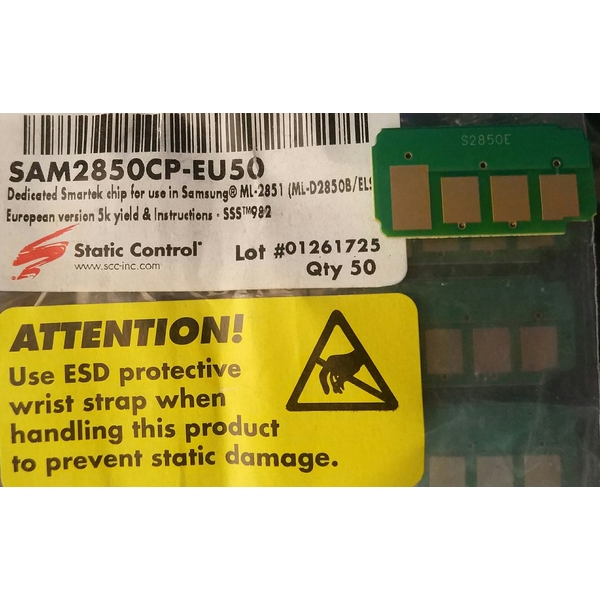 S2850E
SAM2850CP-EU50
Dedicated Smartek chip for use in Samsung® ML-2851 (ML-D2850B/ELS
European version 5k yield & Instructions - SSS™982
Static Control®
www.scc-inc.com
Lot #01261725
Qty 50
ATTENTION!
Use ESD protective
wrist strap when
handling this product
to prevent static damage.